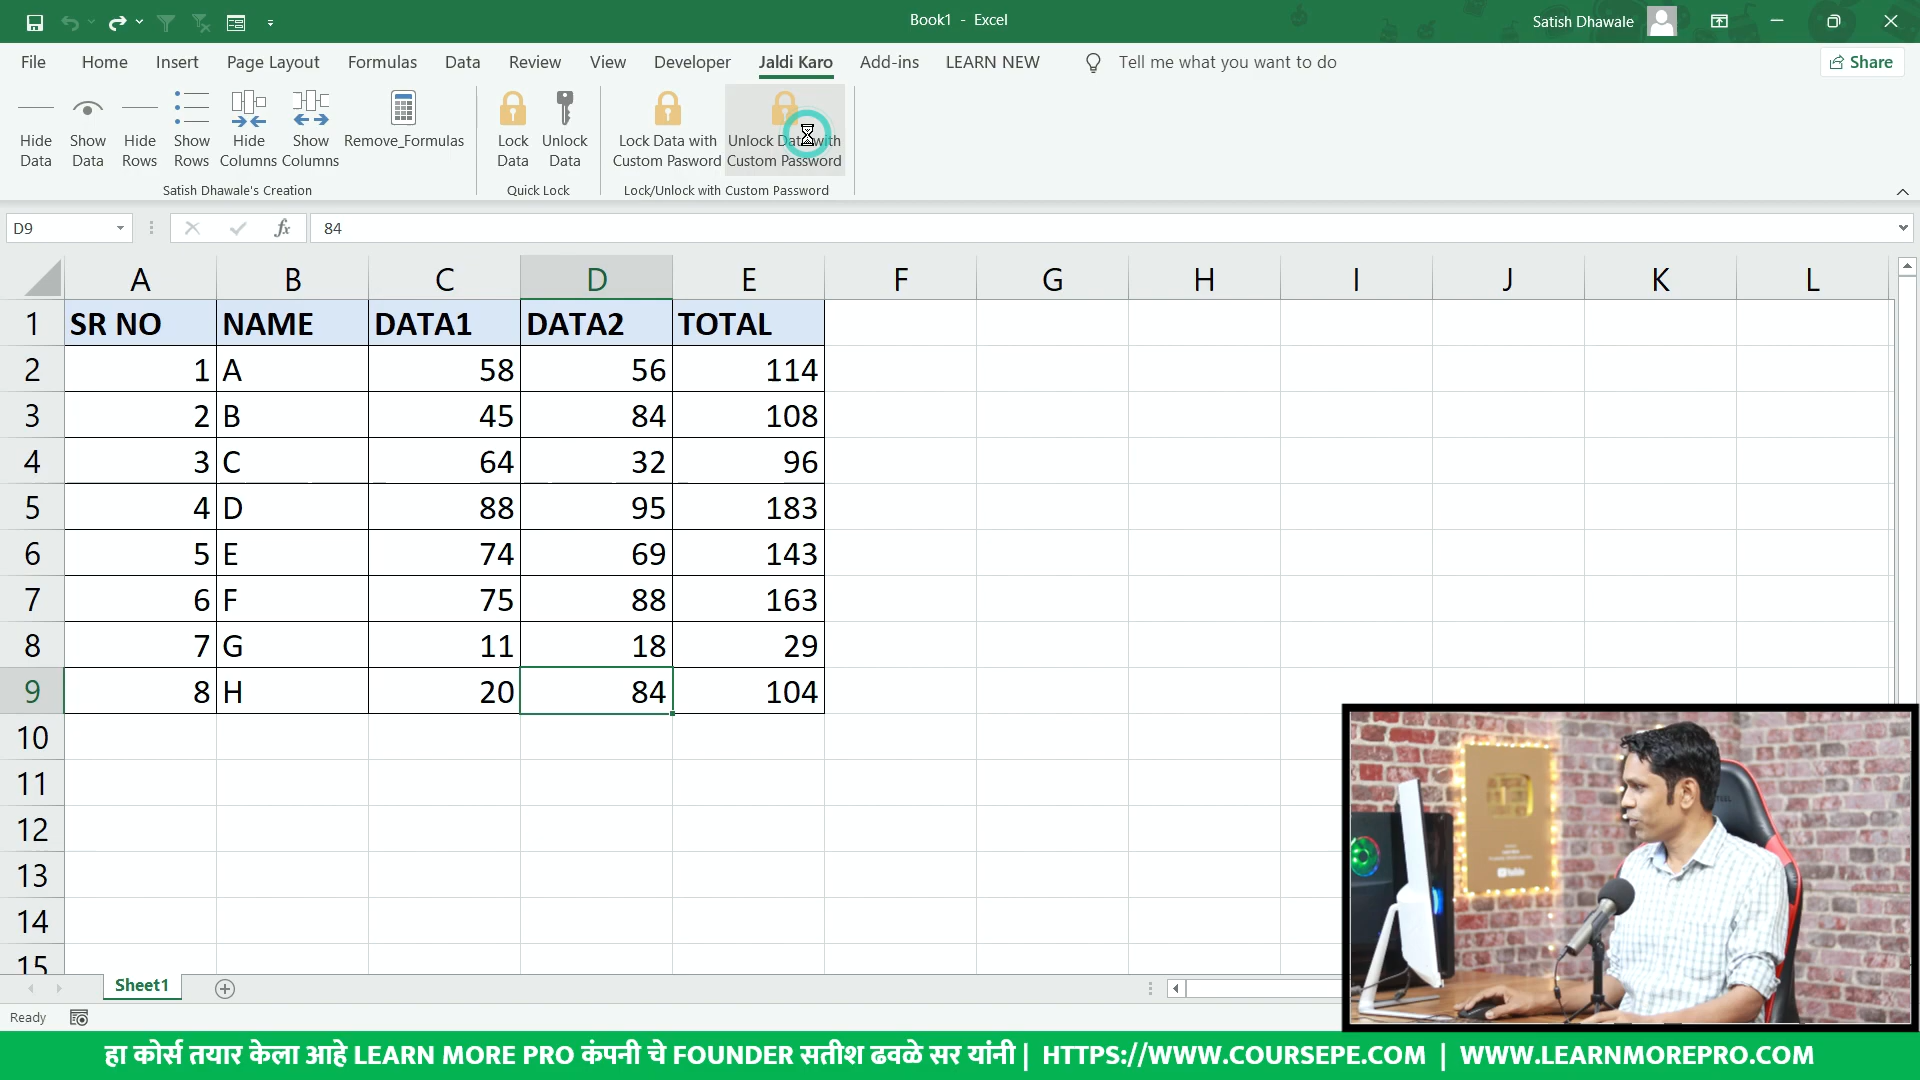 Book1 - Excel
Satish Dhawale
File Home Insert Page Layout Formulas Data Review View Developer Jaldi Karo Add-ins LEARN NEW Tell me what you want to do Share
Hide Data
Show Data
Hide Rows
Show Rows
Hide Columns
Show Columns
Remove_Formulas
Lock Data
Unlock Data
Lock Data with Custom Pasword
Unlock Data with Custom Password
Satish Dhawale's Creation
Quick Lock
Lock/Unlock with Custom Password
D9 fx 84
A B C D E F G H I J K L
1 SR NO NAME DATA1 DATA2 TOTAL
2 1 A 58 56 114
3 2 B 45 84 108
4 3 C 64 32 96
5 4 D 88 95 183
6 5 E 74 69 143
7 6 F 75 88 163
8 7 G 11 18 29
9 8 H 20 84 104
10
11
12
13
14
15
Sheet1
Ready
हा कोर्स तयार केला आहे LEARN MORE PRO कंपनी चे FOUNDER सतीश ढवळे सर यांनी | HTTPS://WWW.COURSEPE.COM | WWW.LEARNMOREPRO.COM